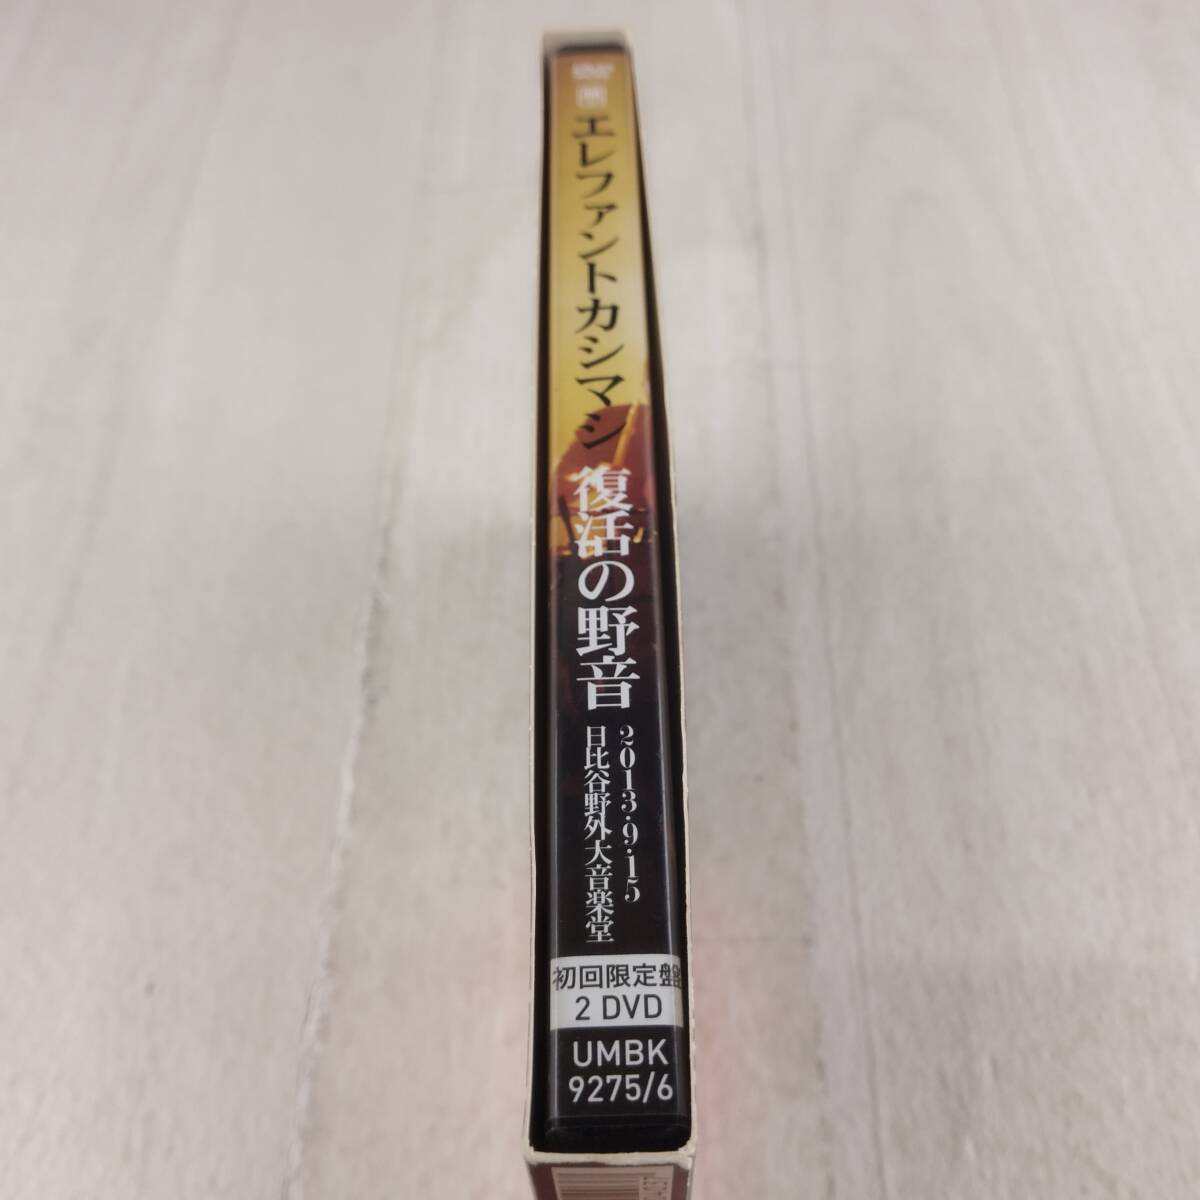 DVD
エレファントカシマシ
復活の野音
2013・9・15
日比谷野外大音楽堂
初回限定盤
2 DVD
UMBK
9275/6